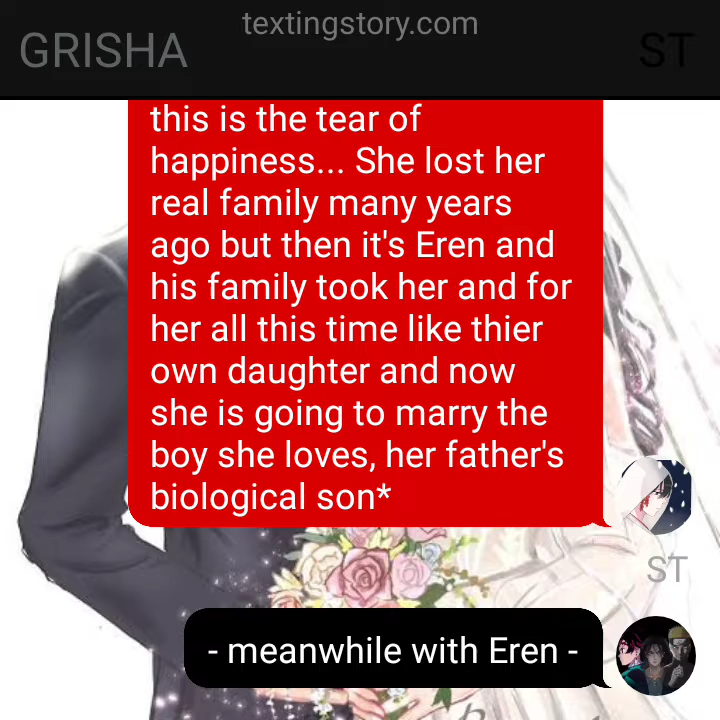 textingstory.com
GRISHA
ST
this is the tear of
happiness... She lost her
real family many years
ago but then it's Eren and
his family took her and for
her all this time like thier
own daughter and now
she is going to marry the
boy she loves, her father's
biological son*
ST
- meanwhile with Eren -